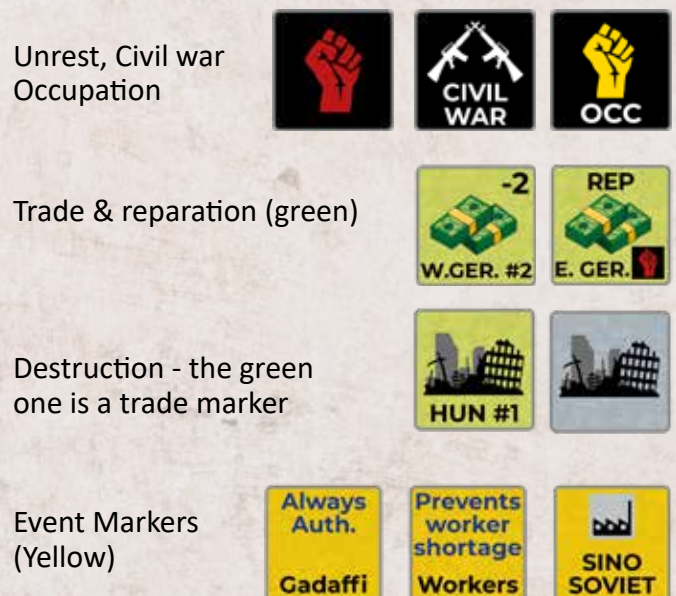 Unrest, Civil war
Occupation
CIVIL
WAR
OCC
Trade & reparation (green)
-2
W.GER. #2
REP
E. GER.
Destruction - the green
one is a trade marker
HUN #1
Event Markers
(Yellow)
Always
Auth.
Gadaffi
Prevents
worker
shortage
Workers
SINO
SOVIET